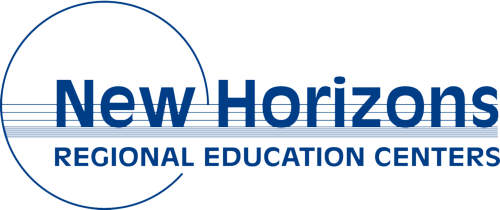 New Horizons
REGIONAL EDUCATION CENTERS